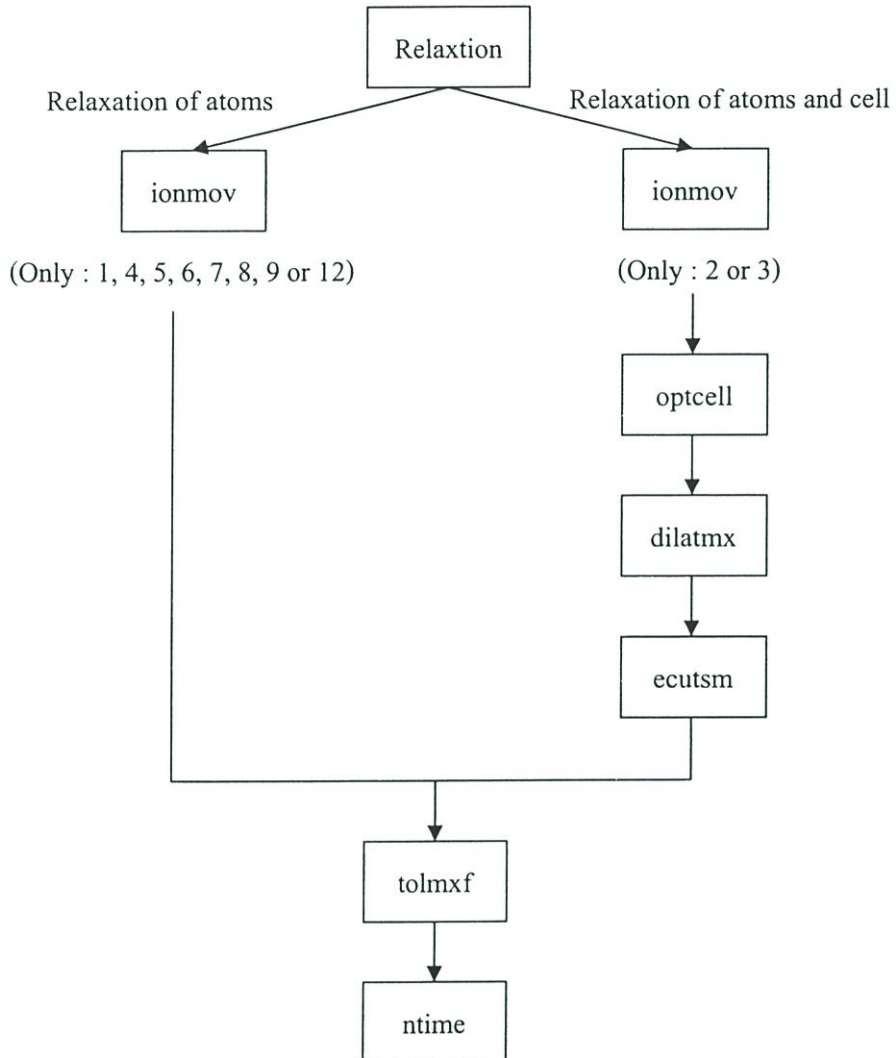 Relaxtion
Relaxation of atoms
Relaxation of atoms and cell
ionmov
ionmov
(Only : 1, 4, 5, 6, 7, 8, 9 or 12)
(Only : 2 or 3)
optcell
dilatmx
ecutsm
tolmxf
ntime